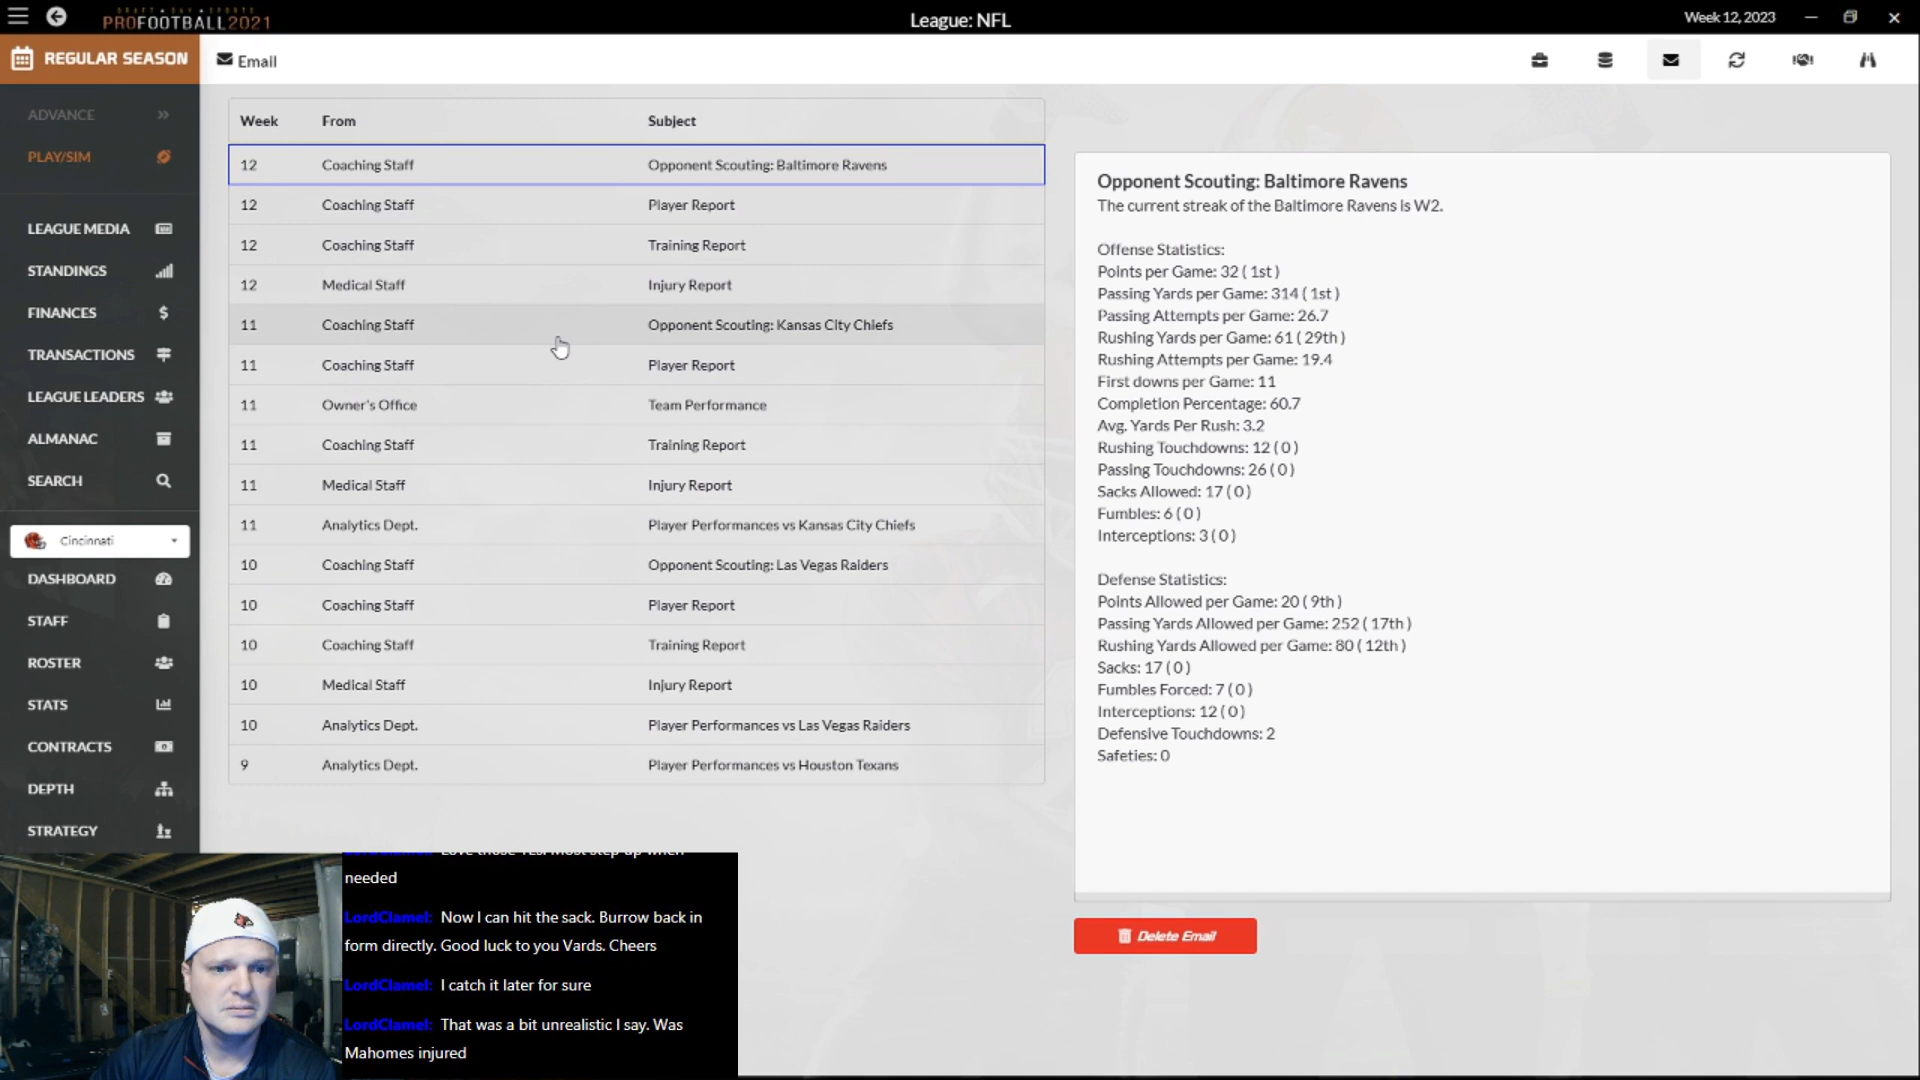 DRAFT DAY SPORTS
PROFOOTBALL2021
League: NFL
Week 12, 2023
REGULAR SEASON
Email
ADVANCE
PLAY/SIM
LEAGUE MEDIA
STANDINGS
FINANCES
TRANSACTIONS
LEAGUE LEADERS
ALMANAC
SEARCH
Cincinnati
DASHBOARD
STAFF
ROSTER
STATS
CONTRACTS
DEPTH
STRATEGY
Week From Subject
12 Coaching Staff Opponent Scouting: Baltimore Ravens
12 Coaching Staff Player Report
12 Coaching Staff Training Report
12 Medical Staff Injury Report
11 Coaching Staff Opponent Scouting: Kansas City Chiefs
11 Coaching Staff Player Report
11 Owner's Office Team Performance
11 Coaching Staff Training Report
11 Medical Staff Injury Report
11 Analytics Dept. Player Performances vs Kansas City Chiefs
10 Coaching Staff Opponent Scouting: Las Vegas Raiders
10 Coaching Staff Player Report
10 Coaching Staff Training Report
10 Medical Staff Injury Report
10 Analytics Dept. Player Performances vs Las Vegas Raiders
9 Analytics Dept. Player Performances vs Houston Texans
Opponent Scouting: Baltimore Ravens
The current streak of the Baltimore Ravens is W2.
Offense Statistics:
Points per Game: 32 ( 1st )
Passing Yards per Game: 314 ( 1st )
Passing Attempts per Game: 26.7
Rushing Yards per Game: 61 ( 29th )
Rushing Attempts per Game: 19.4
First downs per Game: 11
Completion Percentage: 60.7
Avg. Yards Per Rush: 3.2
Rushing Touchdowns: 12 ( 0 )
Passing Touchdowns: 26 ( 0 )
Sacks Allowed: 17 ( 0 )
Fumbles: 6 ( 0 )
Interceptions: 3 ( 0 )
Defense Statistics:
Points Allowed per Game: 20 ( 9th )
Passing Yards Allowed per Game: 252 ( 17th )
Rushing Yards Allowed per Game: 80 ( 12th )
Sacks: 17 ( 0 )
Fumbles Forced: 7 ( 0 )
Interceptions: 12 ( 0 )
Defensive Touchdowns: 2
Safeties: 0
Delete Email
needed
LordClamel: Now I can hit the sack. Burrow back in
form directly. Good luck to you Vards. Cheers
LordClamel: I catch it later for sure
LordClamel: That was a bit unrealistic I say. Was
Mahomes injured